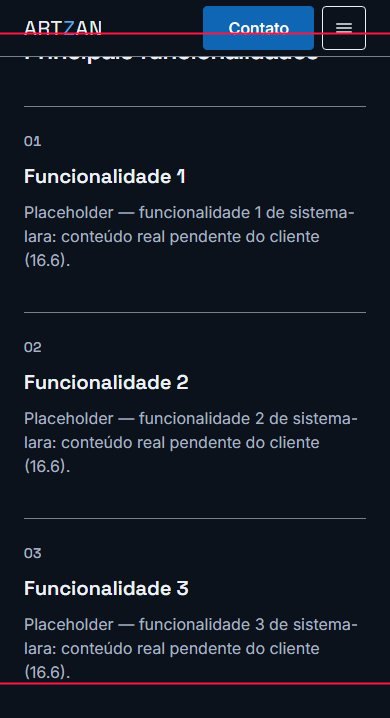 ARTZAN
Contato
Principais funcionalidades
01
Funcionalidade 1
Placeholder — funcionalidade 1 de sistema-
lara: conteúdo real pendente do cliente
(16.6).
02
Funcionalidade 2
Placeholder — funcionalidade 2 de sistema-
lara: conteúdo real pendente do cliente
(16.6).
03
Funcionalidade 3
Placeholder — funcionalidade 3 de sistema-
lara: conteúdo real pendente do cliente
(16.6).